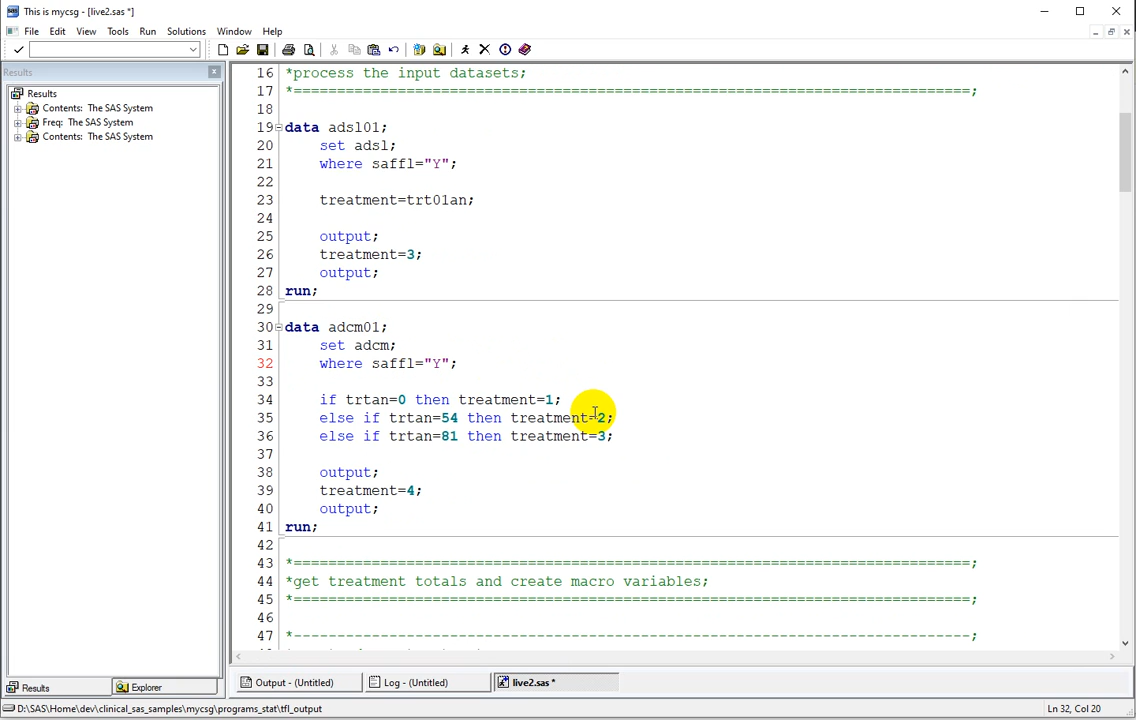 This is mycsg - [live2.sas *]
File Edit View Tools Run Solutions Window Help
Results
Results
Contents: The SAS System
Freq: The SAS System
Contents: The SAS System
16 *process the input datasets;
17 *==============================================================================;
18
19 data adsl01;
20 set adsl;
21 where saffl="Y";
22
23 treatment=trt01an;
24
25 output;
26 treatment=3;
27 output;
28 run;
29
30 data adcm01;
31 set adcm;
32 where saffl="Y";
33
34 if trtan=0 then treatment=1;
35 else if trtan=54 then treatment=2;
36 else if trtan=81 then treatment=3;
37
38 output;
39 treatment=4;
40 output;
41 run;
42
43 *==============================================================================;
44 *get treatment totals and create macro variables;
45 *==============================================================================;
46
47 *------------------------------------------------------------------------------;
Results Explorer
Output - (Untitled) Log - (Untitled) live2.sas *
D:\SAS\Home\dev\clinical_sas_samples\mycsg\programs_stat\tfl_output Ln 32, Col 20